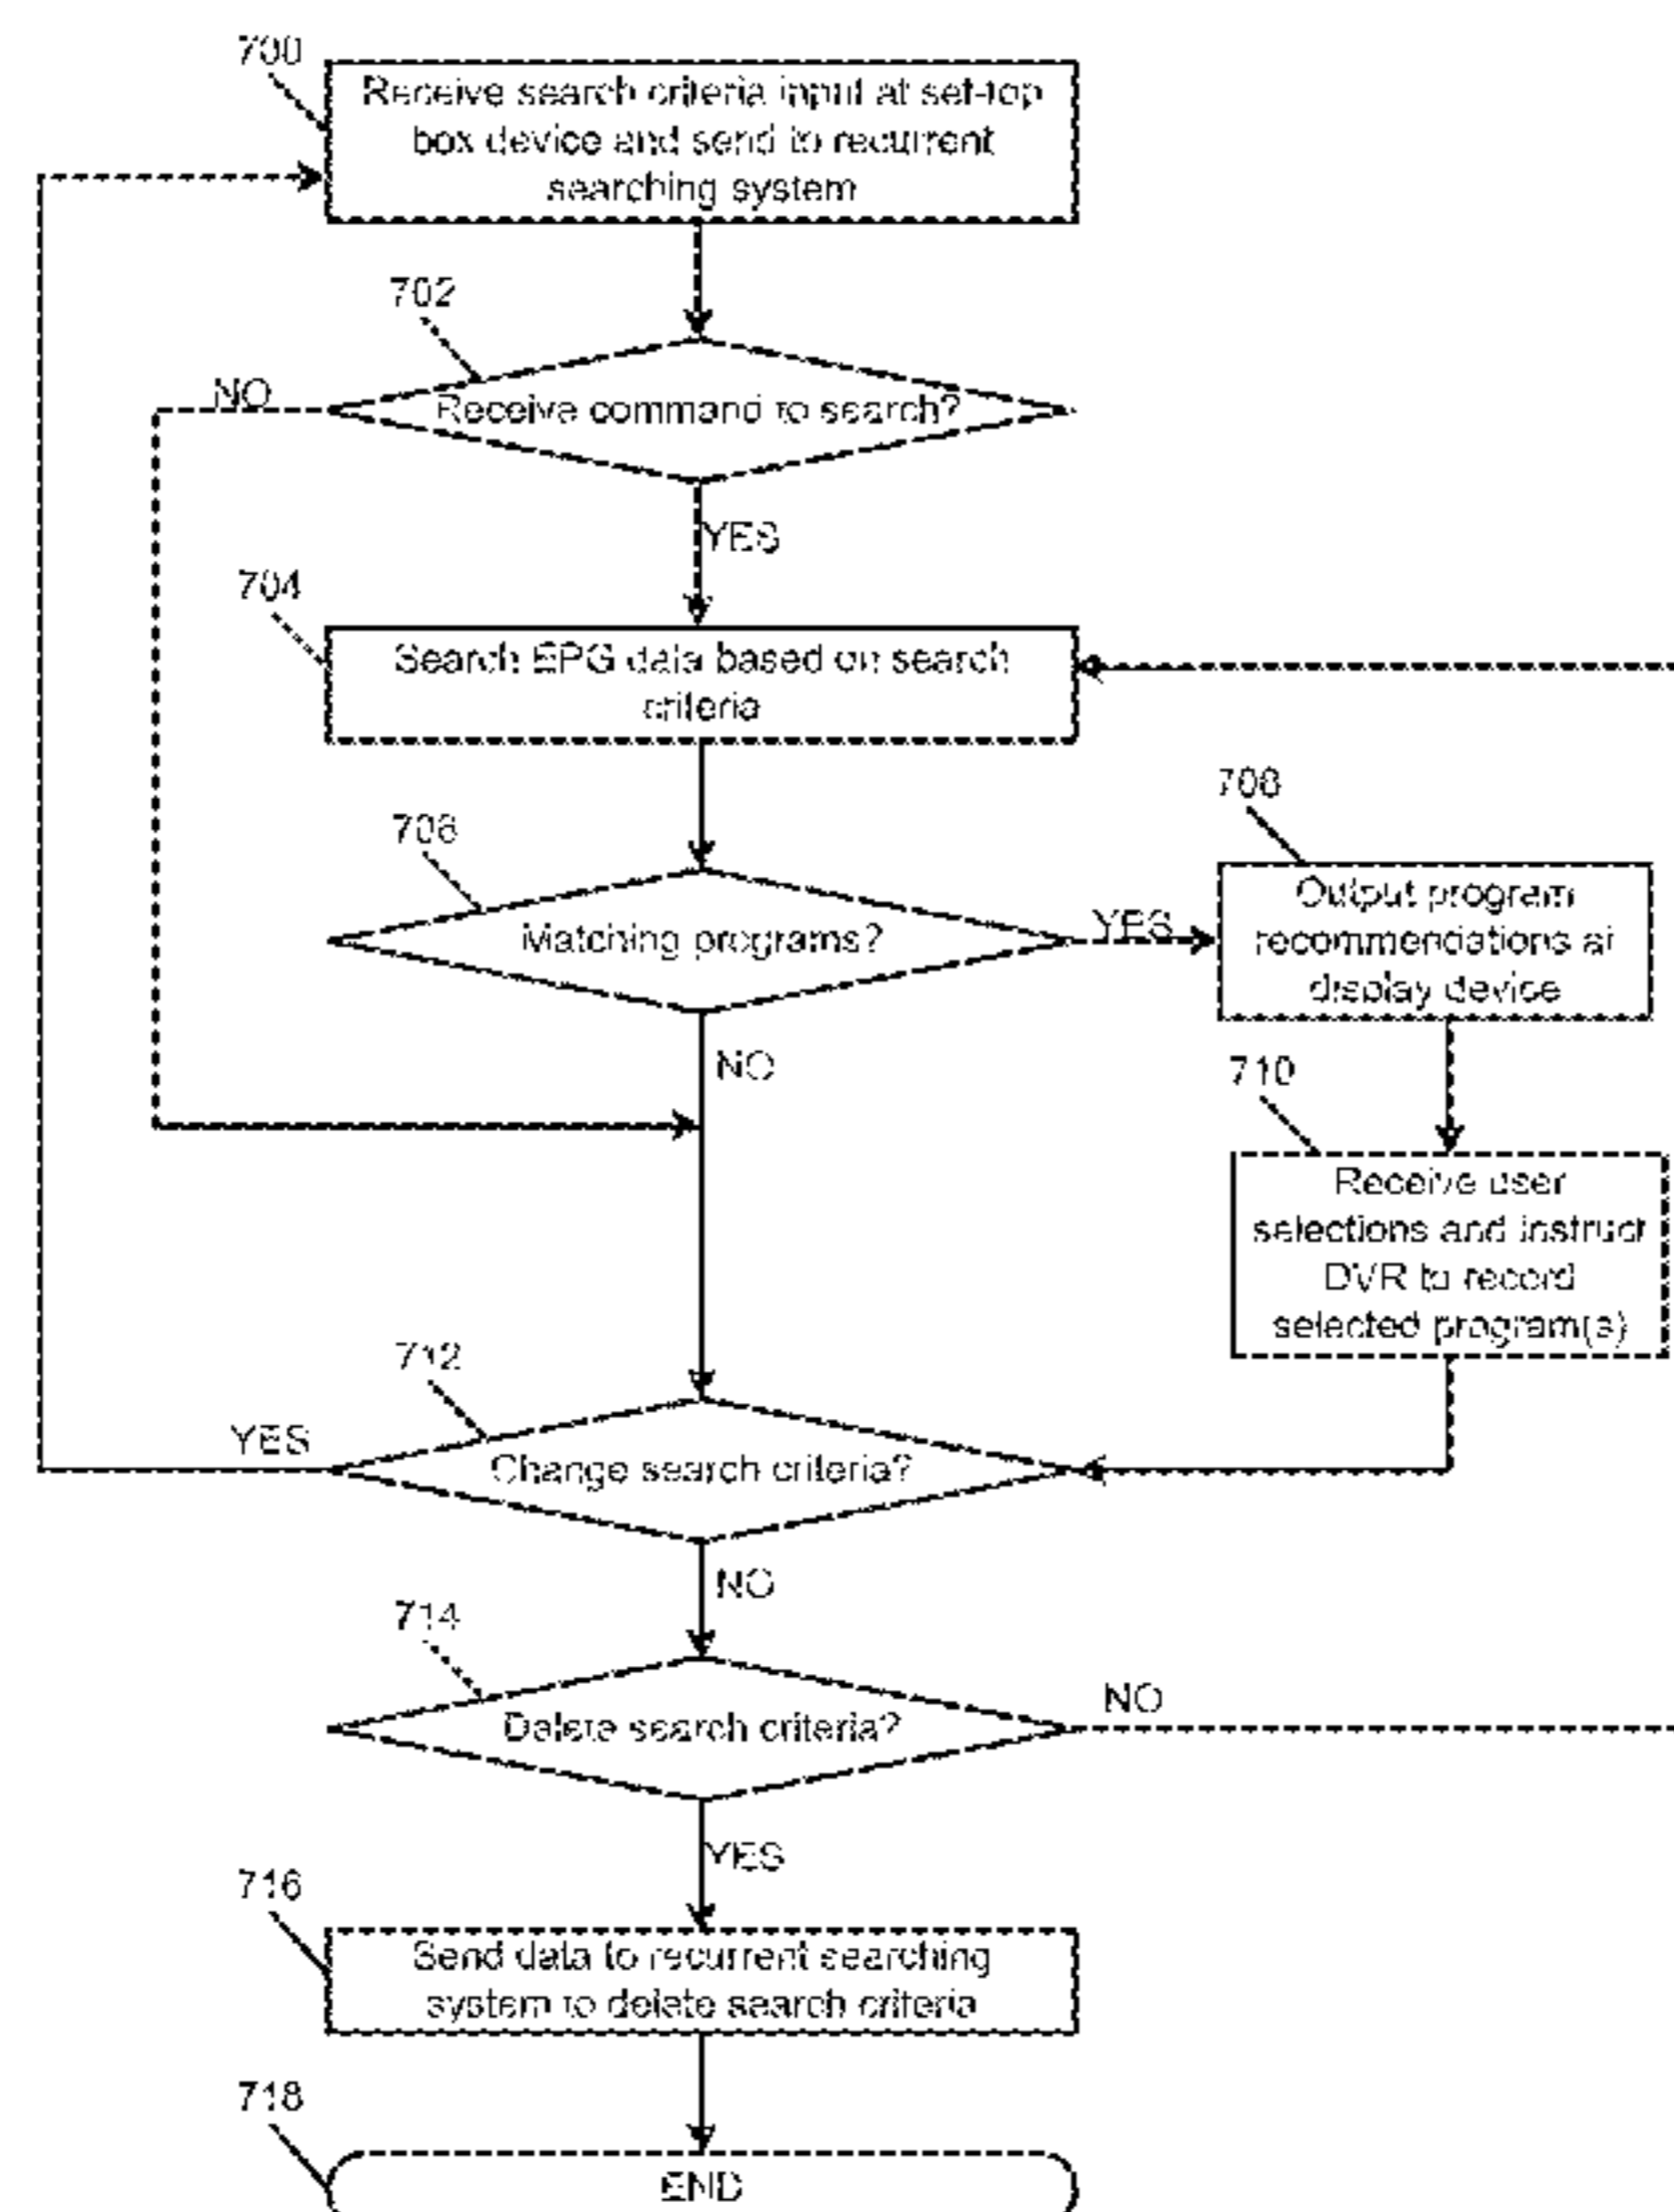 700
Receive search criteria input at set-top
box device and send to recurrent
searching system
702
NO
Receive command to search?
YES
704
Search EPG data based on search
criteria
706
Matching programs?
YES
708
Output program
recommendations at
display device
NO
710
Receive user
selections and instruct
DVR to record
selected program(s)
712
YES
Change search criteria?
NO
714
Delete search criteria?
NO
YES
716
Send data to recurrent searching
system to delete search criteria
718
END